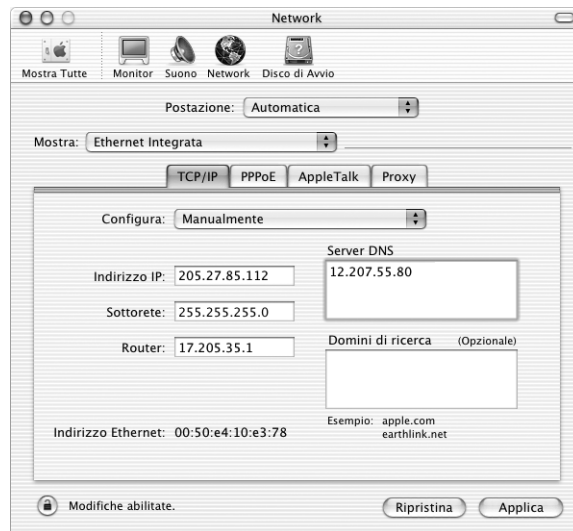 Network
Mostra Tutte Monitor Suono Network Disco di Avvio
Postazione: Automatica
Mostra: Ethernet Integrata
TCP/IP PPPoE AppleTalk Proxy
Configura: Manualmente
Server DNS
Indirizzo IP: 205.27.85.112 12.207.55.80
Sottorete: 255.255.255.0
Router: 17.205.35.1 Domini di ricerca (Opzionale)
Indirizzo Ethernet: 00:50:e4:10:e3:78 Esempio: apple.com
earthlink.net
Modifiche abilitate. Ripristina Applica